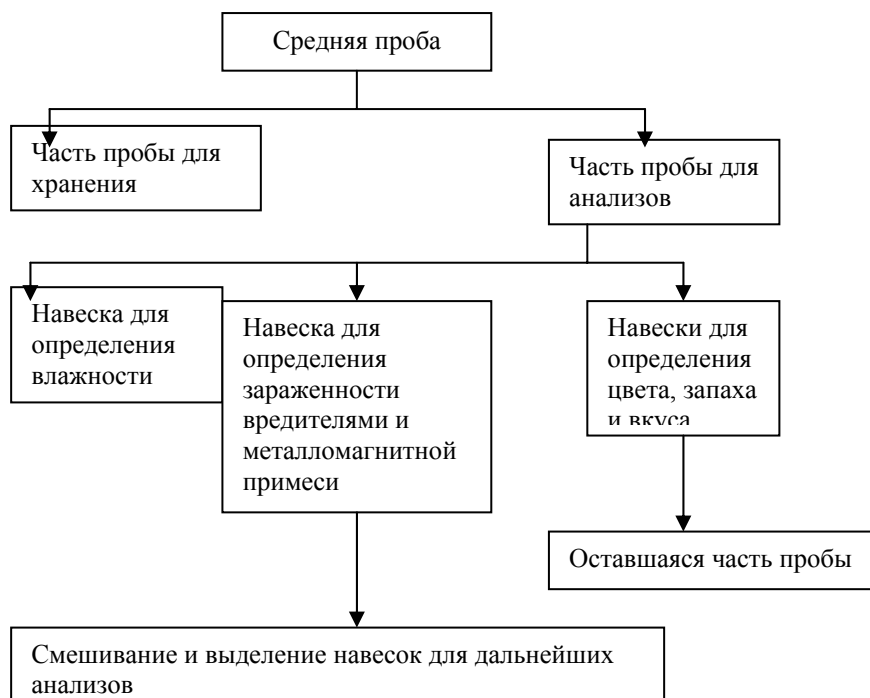 Средняя проба
Часть пробы для
хранения
Часть пробы для
анализов
Навеска для
определения
влажности
Навеска для
определения
зараженности
вредителями и
металломагнитной
примеси
Навески для
определения
цвета, запаха
и вкуса
Оставшаяся часть пробы
Смешивание и выделение навесок для дальнейших
анализов